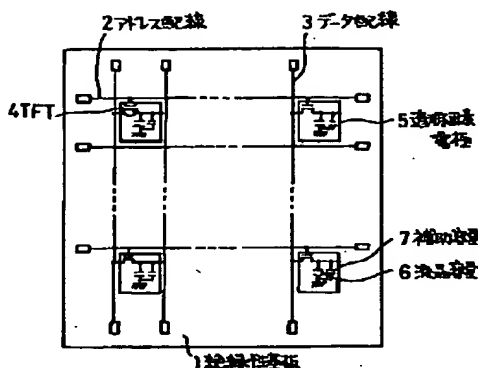 2アドレス配線
3データ配線
4TFT
5透明画素
電極
7補助容量
6液晶容量
1絶縁性基板